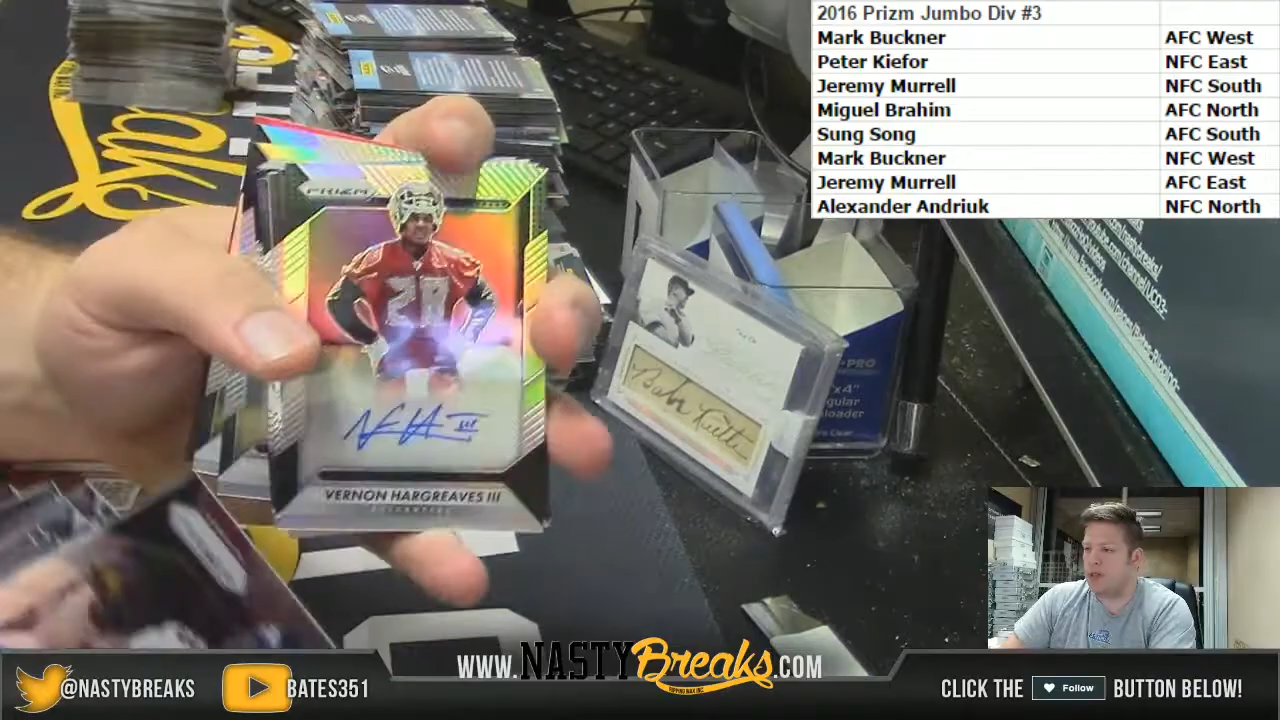 2016 Prizm Jumbo Div #3
Mark Buckner AFC West
Peter Kiefor NFC East
Jeremy Murrell NFC South
Miguel Brahim AFC North
Sung Song AFC South
Mark Buckner NFC West
Jeremy Murrell AFC East
Alexander Andriuk NFC North
PRIZM
28
VERNON HARGREAVES III
WWW.NASTYBreaks.COM
@NASTYBREAKS
BATES351
CLICK THE Follow BUTTON BELOW!